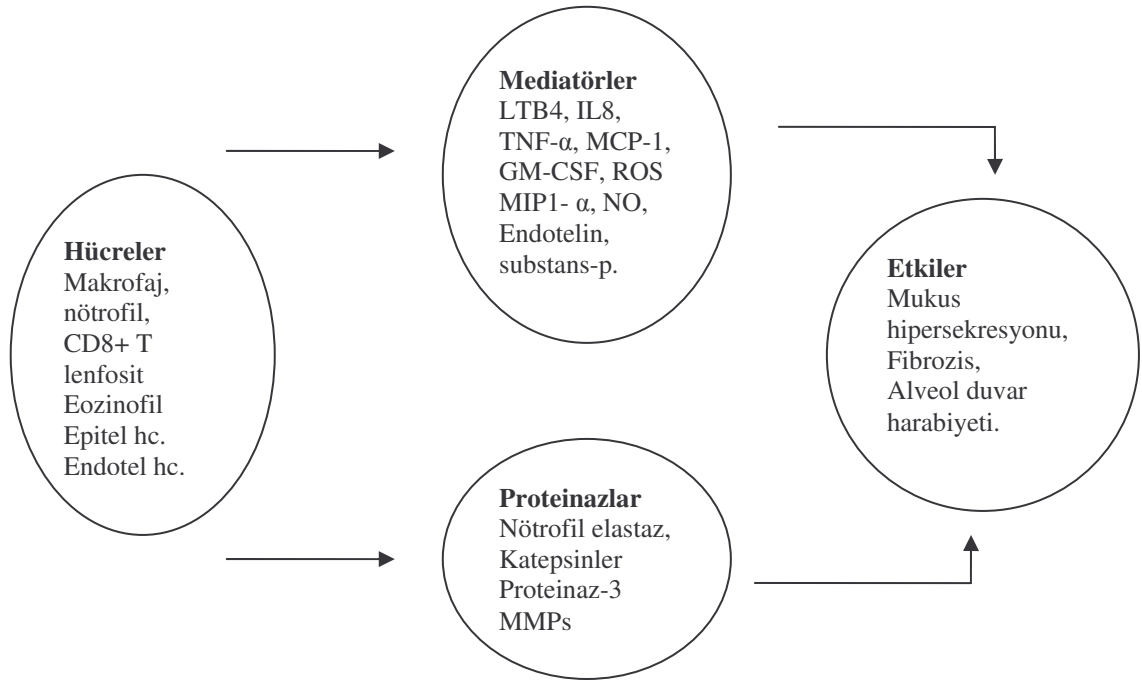 Hücreler
Makrofaj,
nötrofil,
CD8+ T
lenfosit
Eozinofil
Epitel hc.
Endotel hc.
Mediatörler
LTB4, IL8,
TNF-α, MCP-1,
GM-CSF, ROS
MIP1- α, NO,
Endotelin,
substans-p.
Proteinazlar
Nötrofil elastaz,
Katepsinler
Proteinaz-3
MMPs
Etkiler
Mukus
hipersekresyonu,
Fibrozis,
Alveol duvar
harabiyeti.